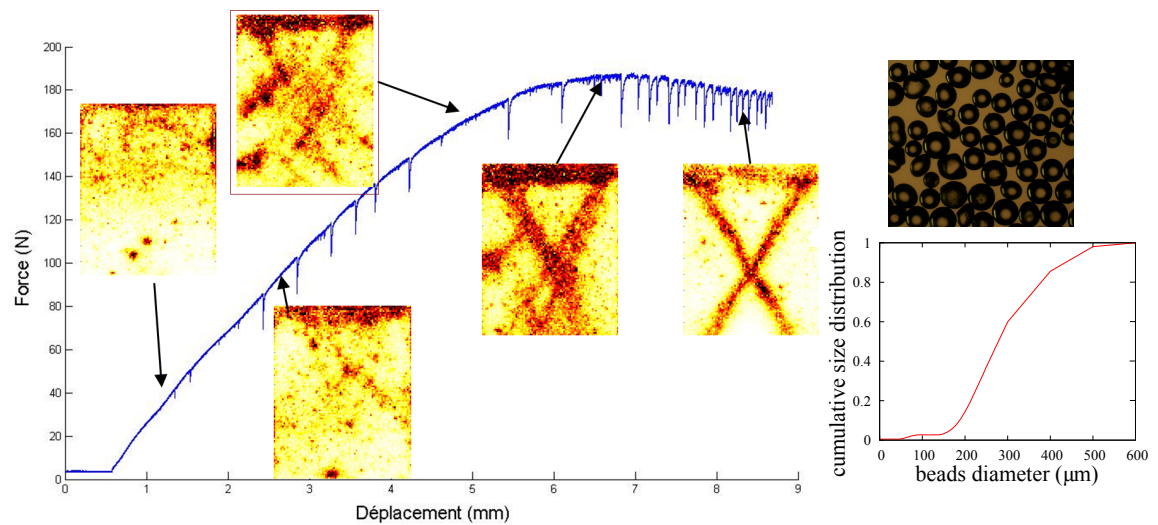 200
180
160
140
120
100
80
60
40
20
0
Force (N)
0 1 2 3 4 5 6 7 8 9
Déplacement (mm)
cumulative size distribution
1
0.8
0.6
0.4
0.2
0
0 100 200 300 400 500 600
beads diameter (μm)